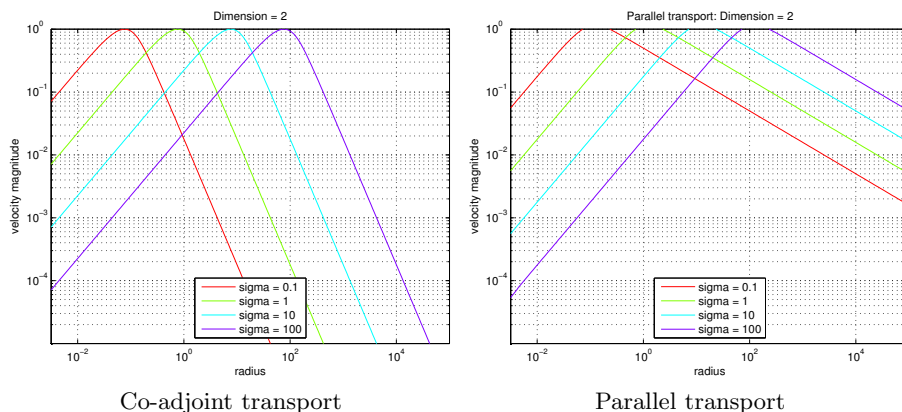 Dimension = 2
10^0
10^−1
10^−2
10^−3
10^−4
velocity magnitude
10^−2
10^0
10^2
10^4
radius
sigma = 0.1
sigma = 1
sigma = 10
sigma = 100
Co-adjoint transport
Parallel transport: Dimension = 2
10^0
10^−1
10^−2
10^−3
10^−4
velocity magnitude
10^−2
10^0
10^2
10^4
radius
sigma = 0.1
sigma = 1
sigma = 10
sigma = 100
Parallel transport